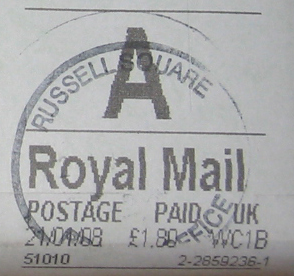 A
RUSSELL SQUARE
Royal Mail
POSTAGE PAID UK
21/01/08 £1.80 WC1B
51010 2-2859236-1